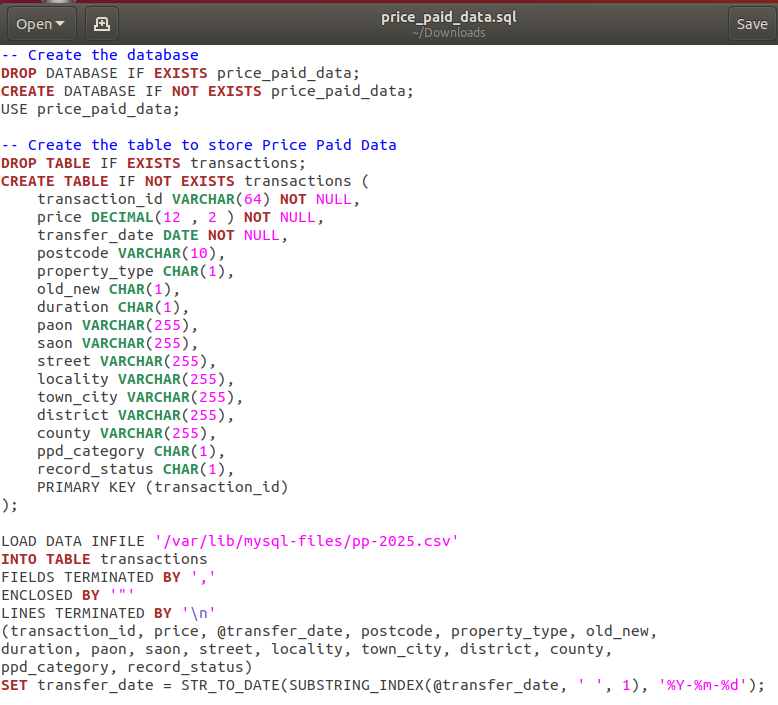 Open
price_paid_data.sql
~/Downloads
Save
-- Create the database
DROP DATABASE IF EXISTS price_paid_data;
CREATE DATABASE IF NOT EXISTS price_paid_data;
USE price_paid_data;

-- Create the table to store Price Paid Data
DROP TABLE IF EXISTS transactions;
CREATE TABLE IF NOT EXISTS transactions (
    transaction_id VARCHAR(64) NOT NULL,
    price DECIMAL(12 , 2 ) NOT NULL,
    transfer_date DATE NOT NULL,
    postcode VARCHAR(10),
    property_type CHAR(1),
    old_new CHAR(1),
    duration CHAR(1),
    paon VARCHAR(255),
    saon VARCHAR(255),
    street VARCHAR(255),
    locality VARCHAR(255),
    town_city VARCHAR(255),
    district VARCHAR(255),
    county VARCHAR(255),
    ppd_category CHAR(1),
    record_status CHAR(1),
    PRIMARY KEY (transaction_id)
);

LOAD DATA INFILE '/var/lib/mysql-files/pp-2025.csv'
INTO TABLE transactions
FIELDS TERMINATED BY ','
ENCLOSED BY '"'
LINES TERMINATED BY '\n'
(transaction_id, price, @transfer_date, postcode, property_type, old_new,
duration, paon, saon, street, locality, town_city, district, county,
ppd_category, record_status)
SET transfer_date = STR_TO_DATE(SUBSTRING_INDEX(@transfer_date, ' ', 1), '%Y-%m-%d');